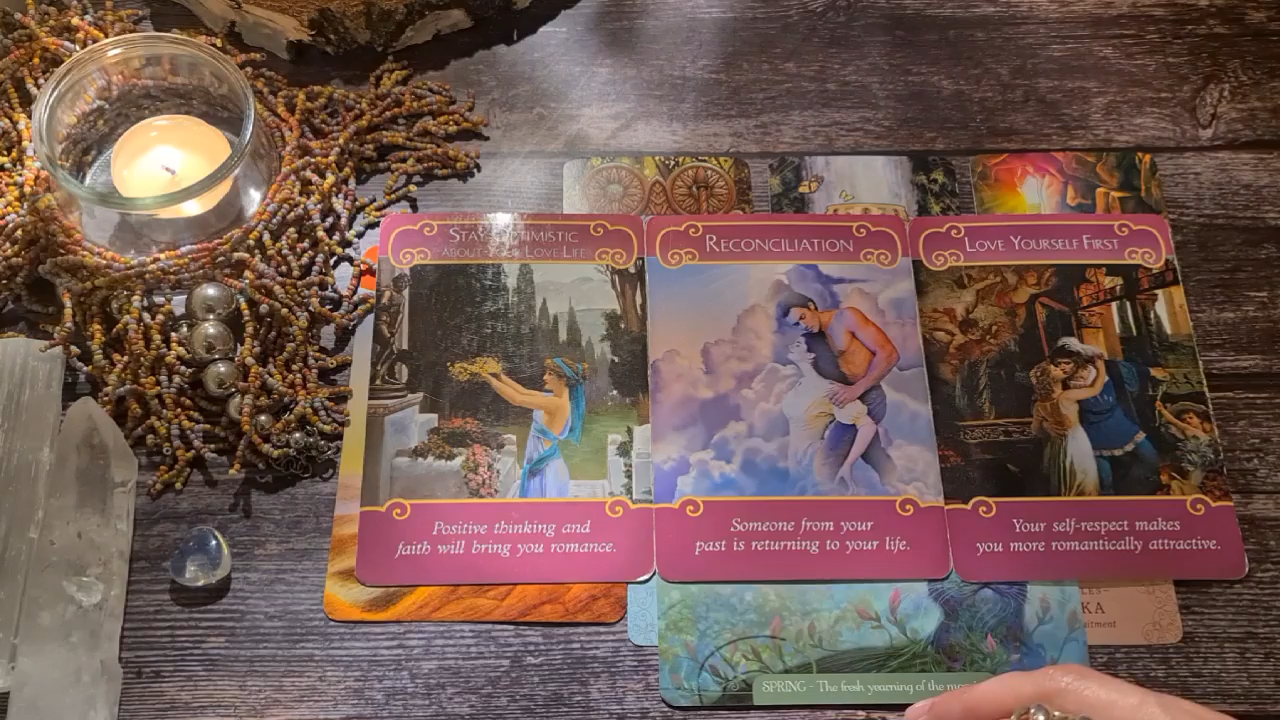 STAY OPTIMISTIC
ABOUT YOUR LOVE LIFE
RECONCILIATION
LOVE YOURSELF FIRST
Positive thinking and
faith will bring you romance.
Someone from your
past is returning to your life.
Your self-respect makes
you more romantically attractive.
SPRING - The fresh yearning of the